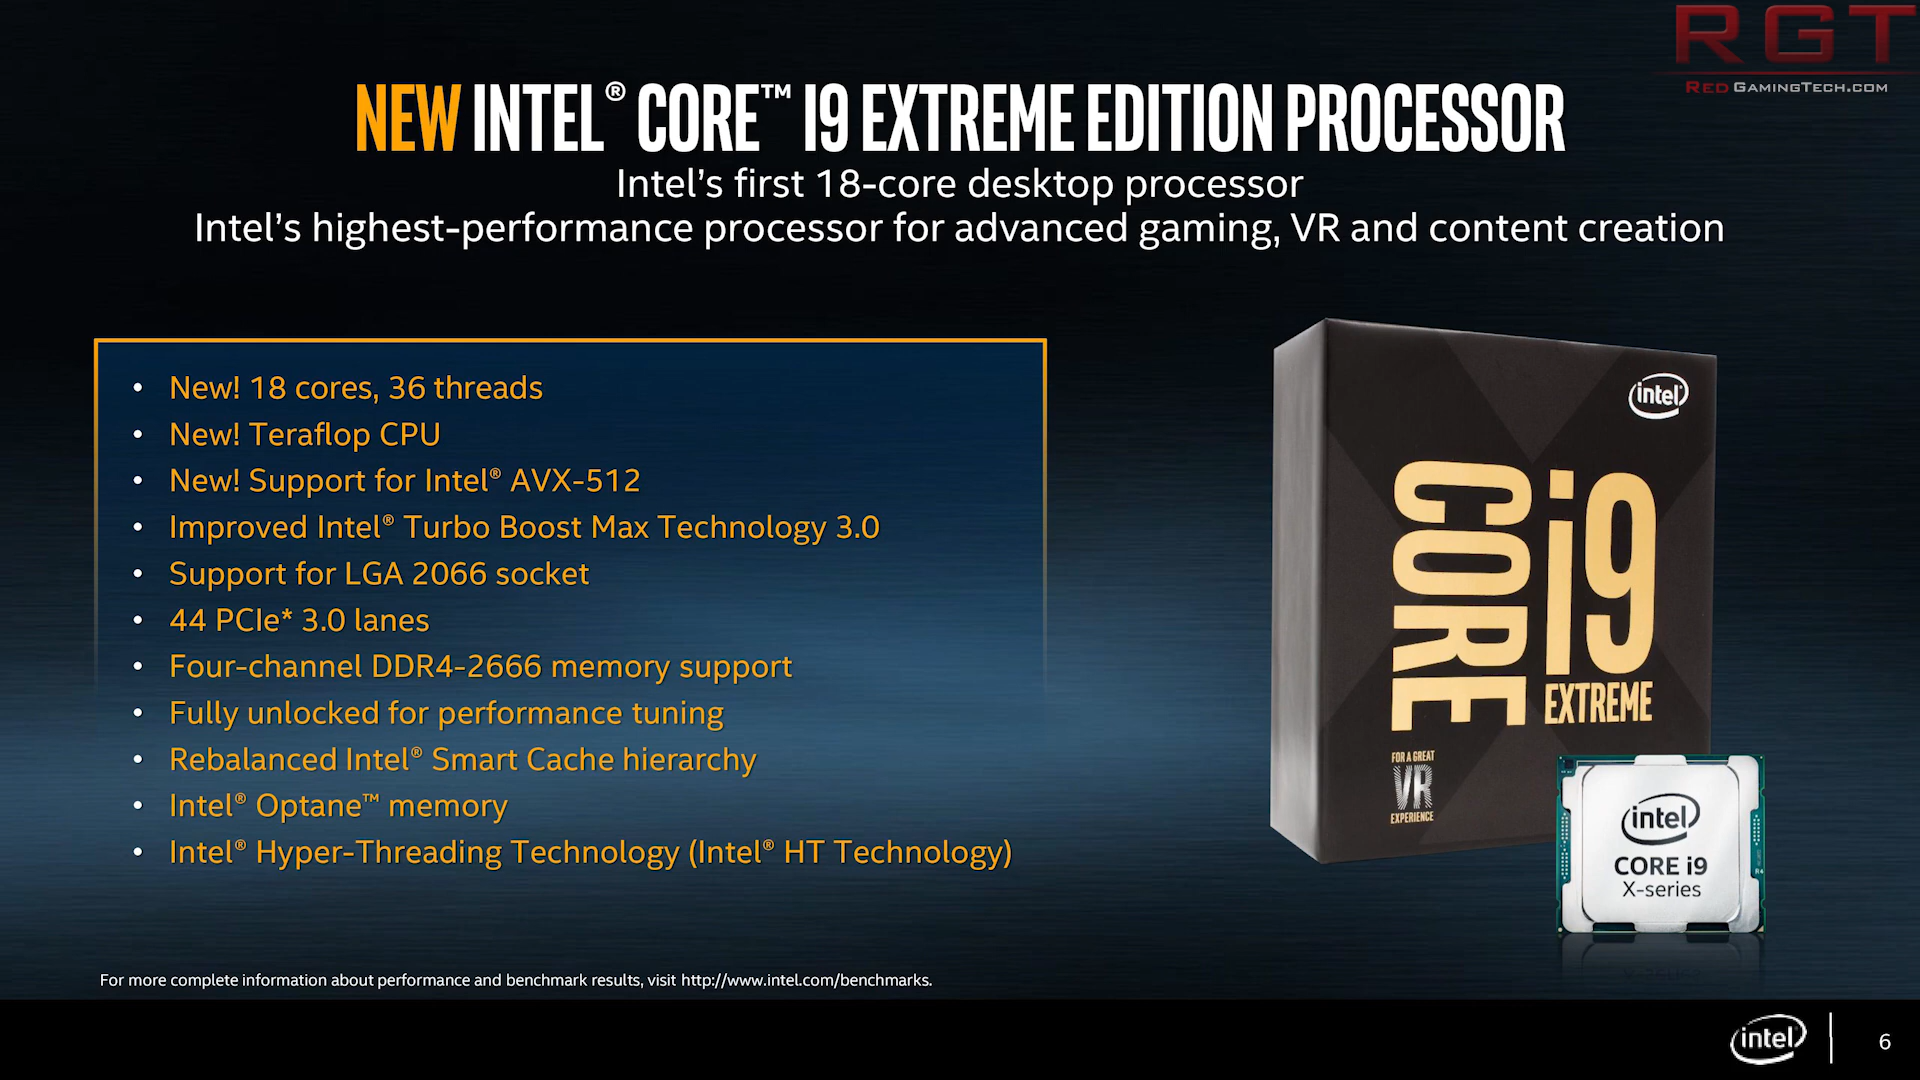 RGT
RedGamingTech.com
NEW INTEL® CORE™ I9 EXTREME EDITION PROCESSOR
Intel’s first 18-core desktop processor
Intel’s highest-performance processor for advanced gaming, VR and content creation
• New! 18 cores, 36 threads
• New! Teraflop CPU
• New! Support for Intel® AVX-512
• Improved Intel® Turbo Boost Max Technology 3.0
• Support for LGA 2066 socket
• 44 PCIe* 3.0 lanes
• Four-channel DDR4-2666 memory support
• Fully unlocked for performance tuning
• Rebalanced Intel® Smart Cache hierarchy
• Intel® Optane™ memory
• Intel® Hyper-Threading Technology (Intel® HT Technology)
intel
CORE i9
EXTREME
FOR A GREAT
VR
EXPERIENCE
intel
CORE i9
X-series
For more complete information about performance and benchmark results, visit http://www.intel.com/benchmarks.
intel
6